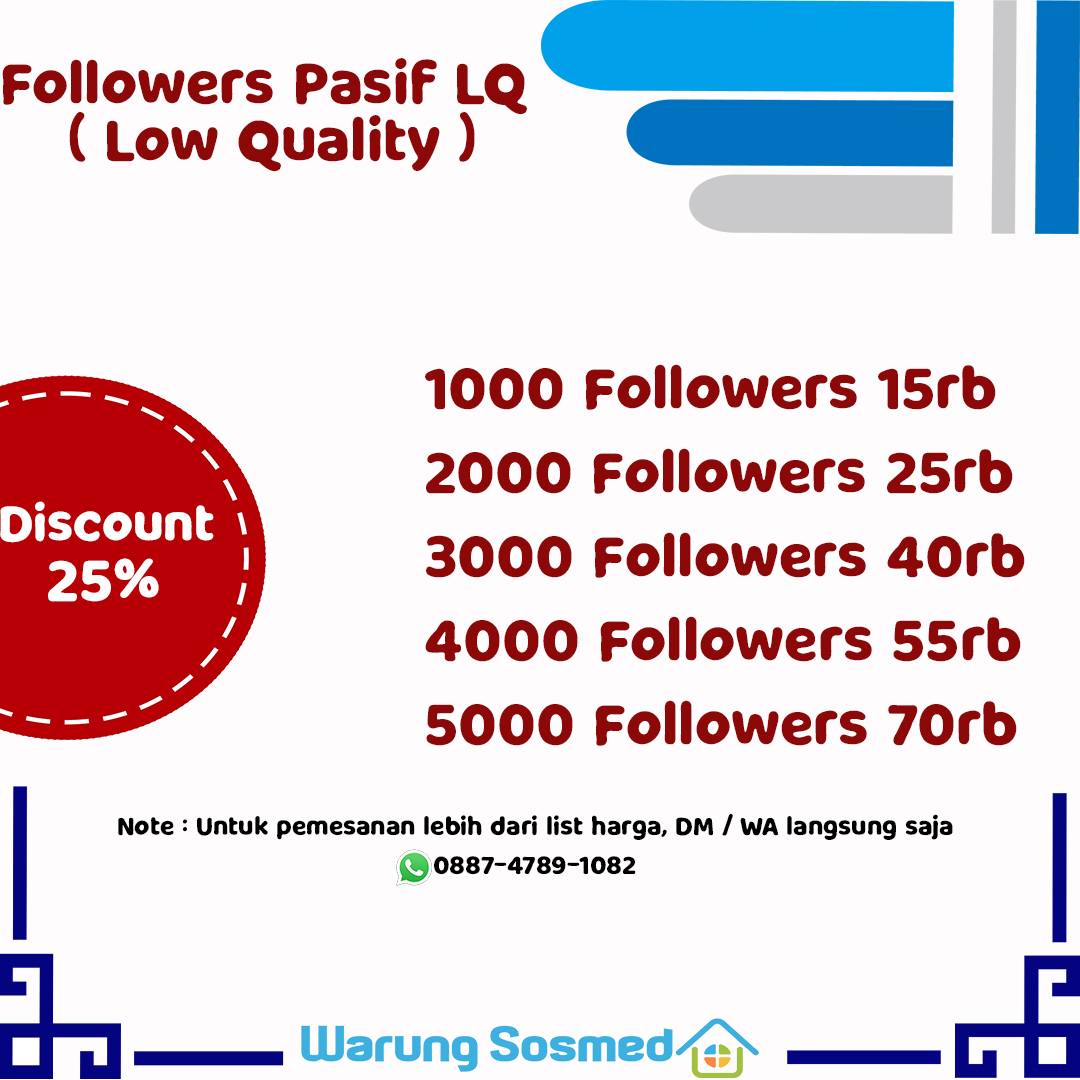 Followers Pasif LQ
( Low Quality )
1000 Followers 15rb
2000 Followers 25rb
3000 Followers 40rb
4000 Followers 55rb
5000 Followers 70rb
Discount
25%
Note : Untuk pemesanan lebih dari list harga, DM / WA langsung saja
0887-4789-1082
Warung Sosmed